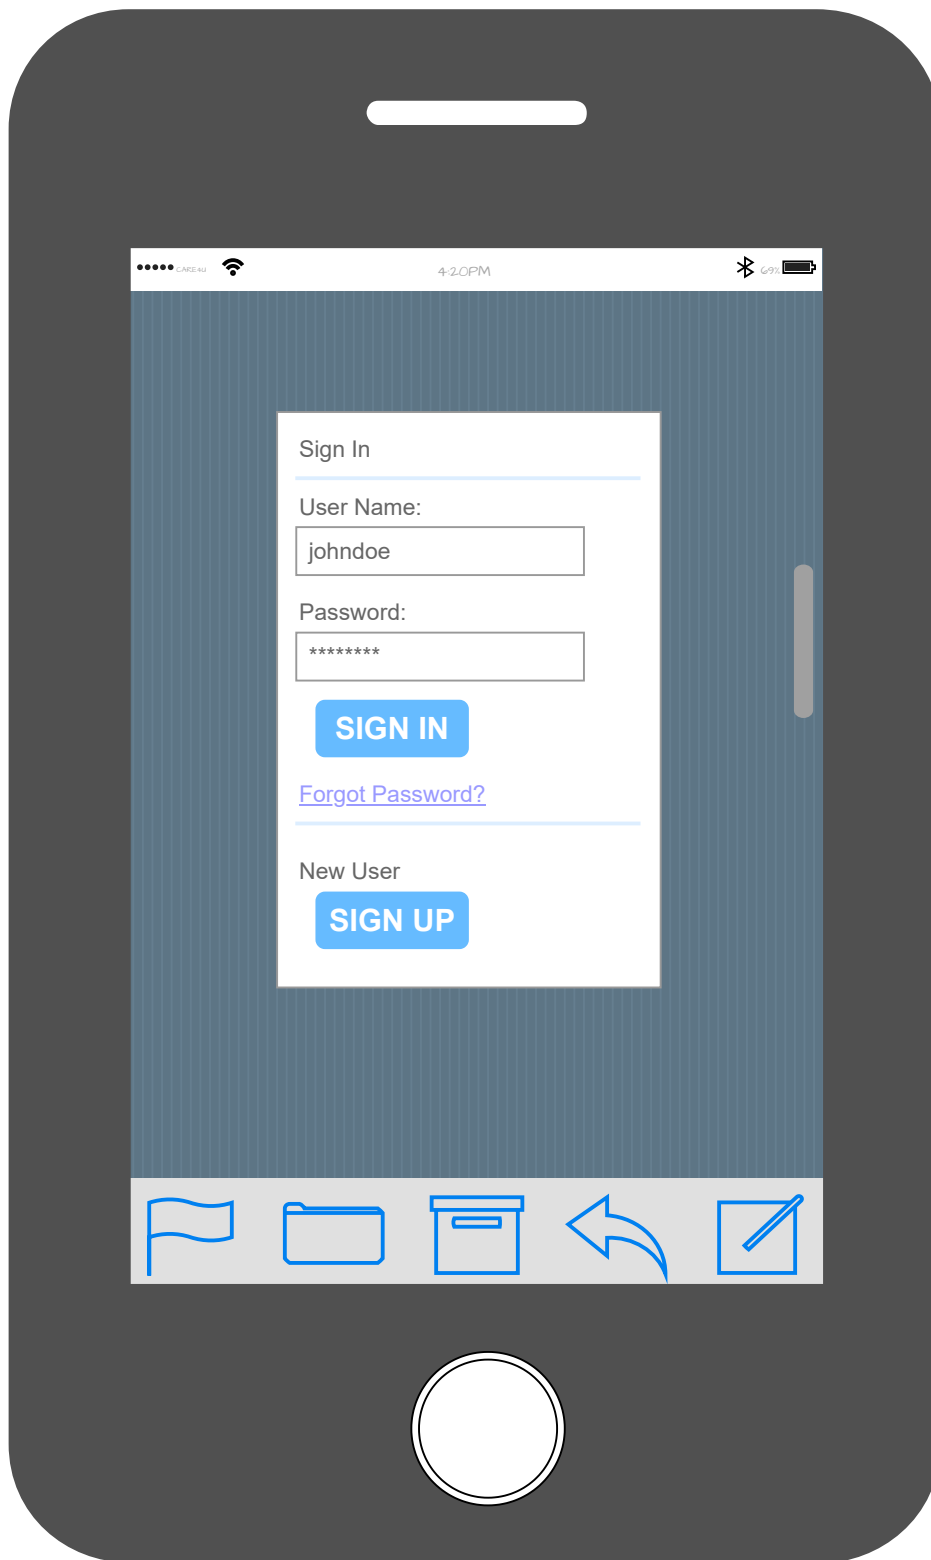 CARE4U
4:20PM
69%
Sign In
User Name:
johndoe
Password:
********
SIGN IN
Forgot Password?
New User
SIGN UP